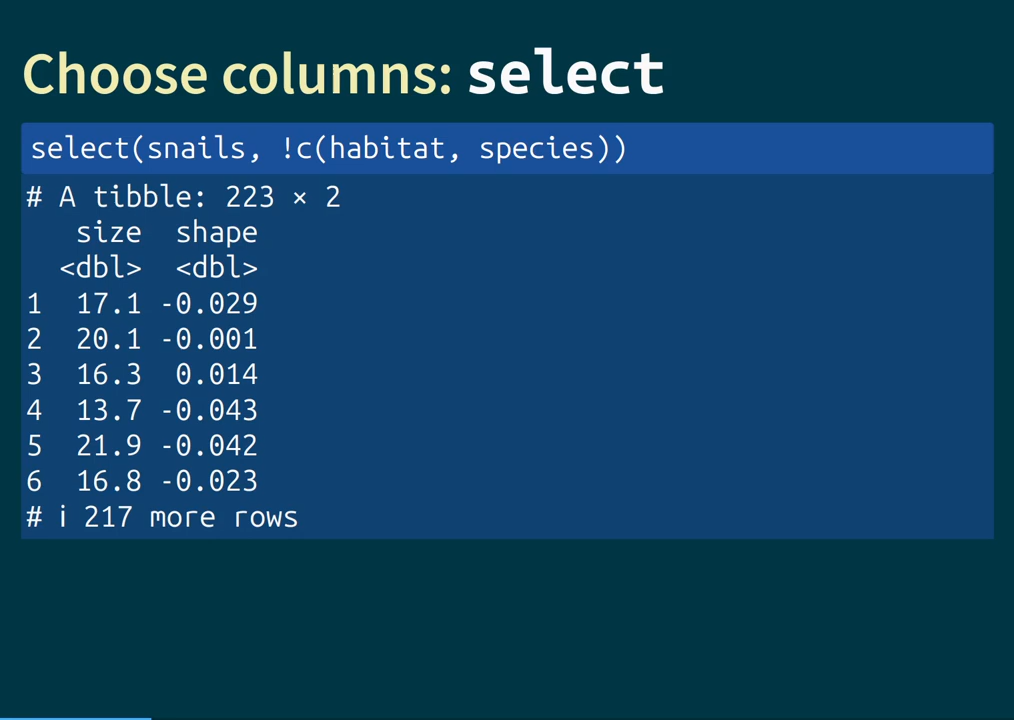 Choose columns: select
select(snails, !c(habitat, species))
# A tibble: 223 × 2
   size  shape
  <dbl>  <dbl>
1  17.1 -0.029
2  20.1 -0.001
3  16.3  0.014
4  13.7 -0.043
5  21.9 -0.042
6  16.8 -0.023
# i 217 more rows